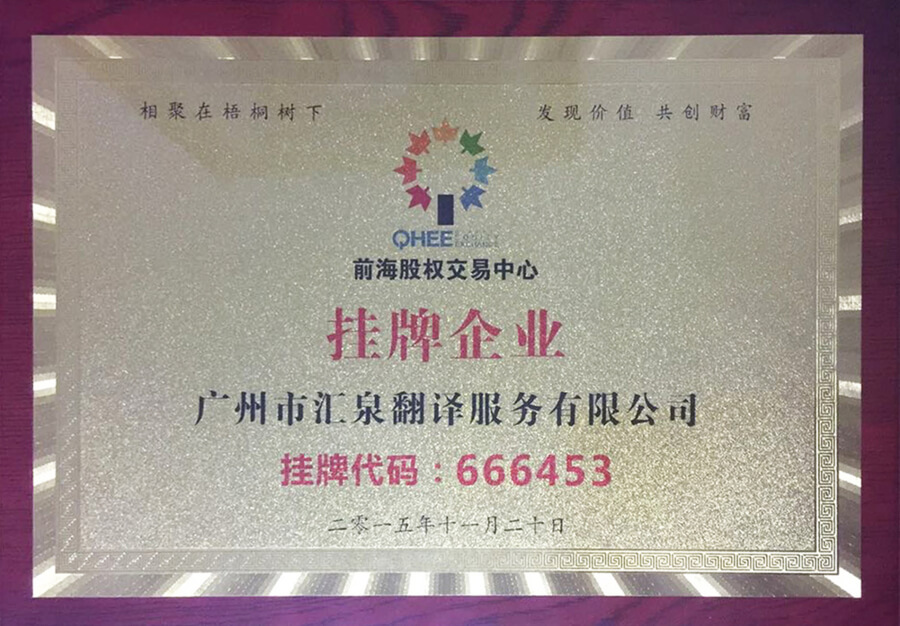 相聚在梧桐树下
发现价值 共创财富
QHEE EQUITY
EXCHANGE
前海股权交易中心
挂牌企业
广州市汇泉翻译服务有限公司
挂牌代码：666453
二零一五年十一月二十日